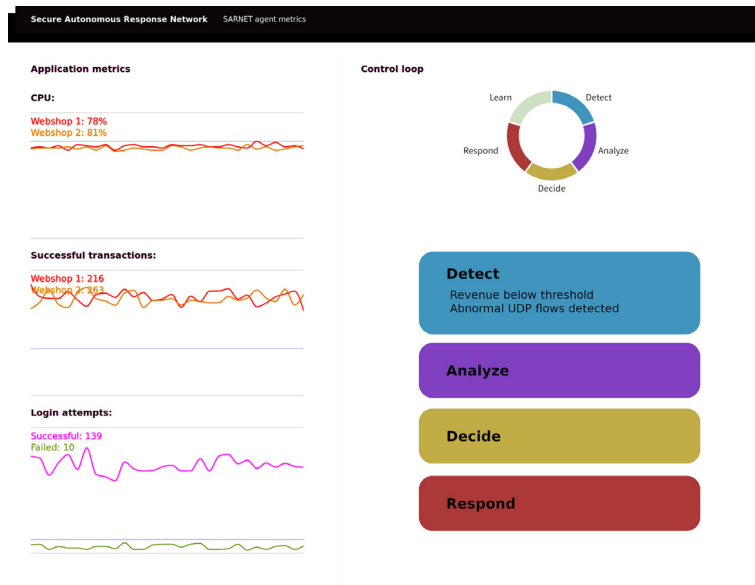 Secure Autonomous Response Network SARNET agent metrics
Application metrics
CPU:
Webshop 1: 78%
Webshop 2: 81%
Successful transactions:
Webshop 1: 216
Webshop 2: 263
Login attempts:
Successful: 139
Failed: 10
Control loop
Learn
Detect
Respond
Analyze
Decide
Detect
Revenue below threshold
Abnormal UDP flows detected
Analyze
Decide
Respond